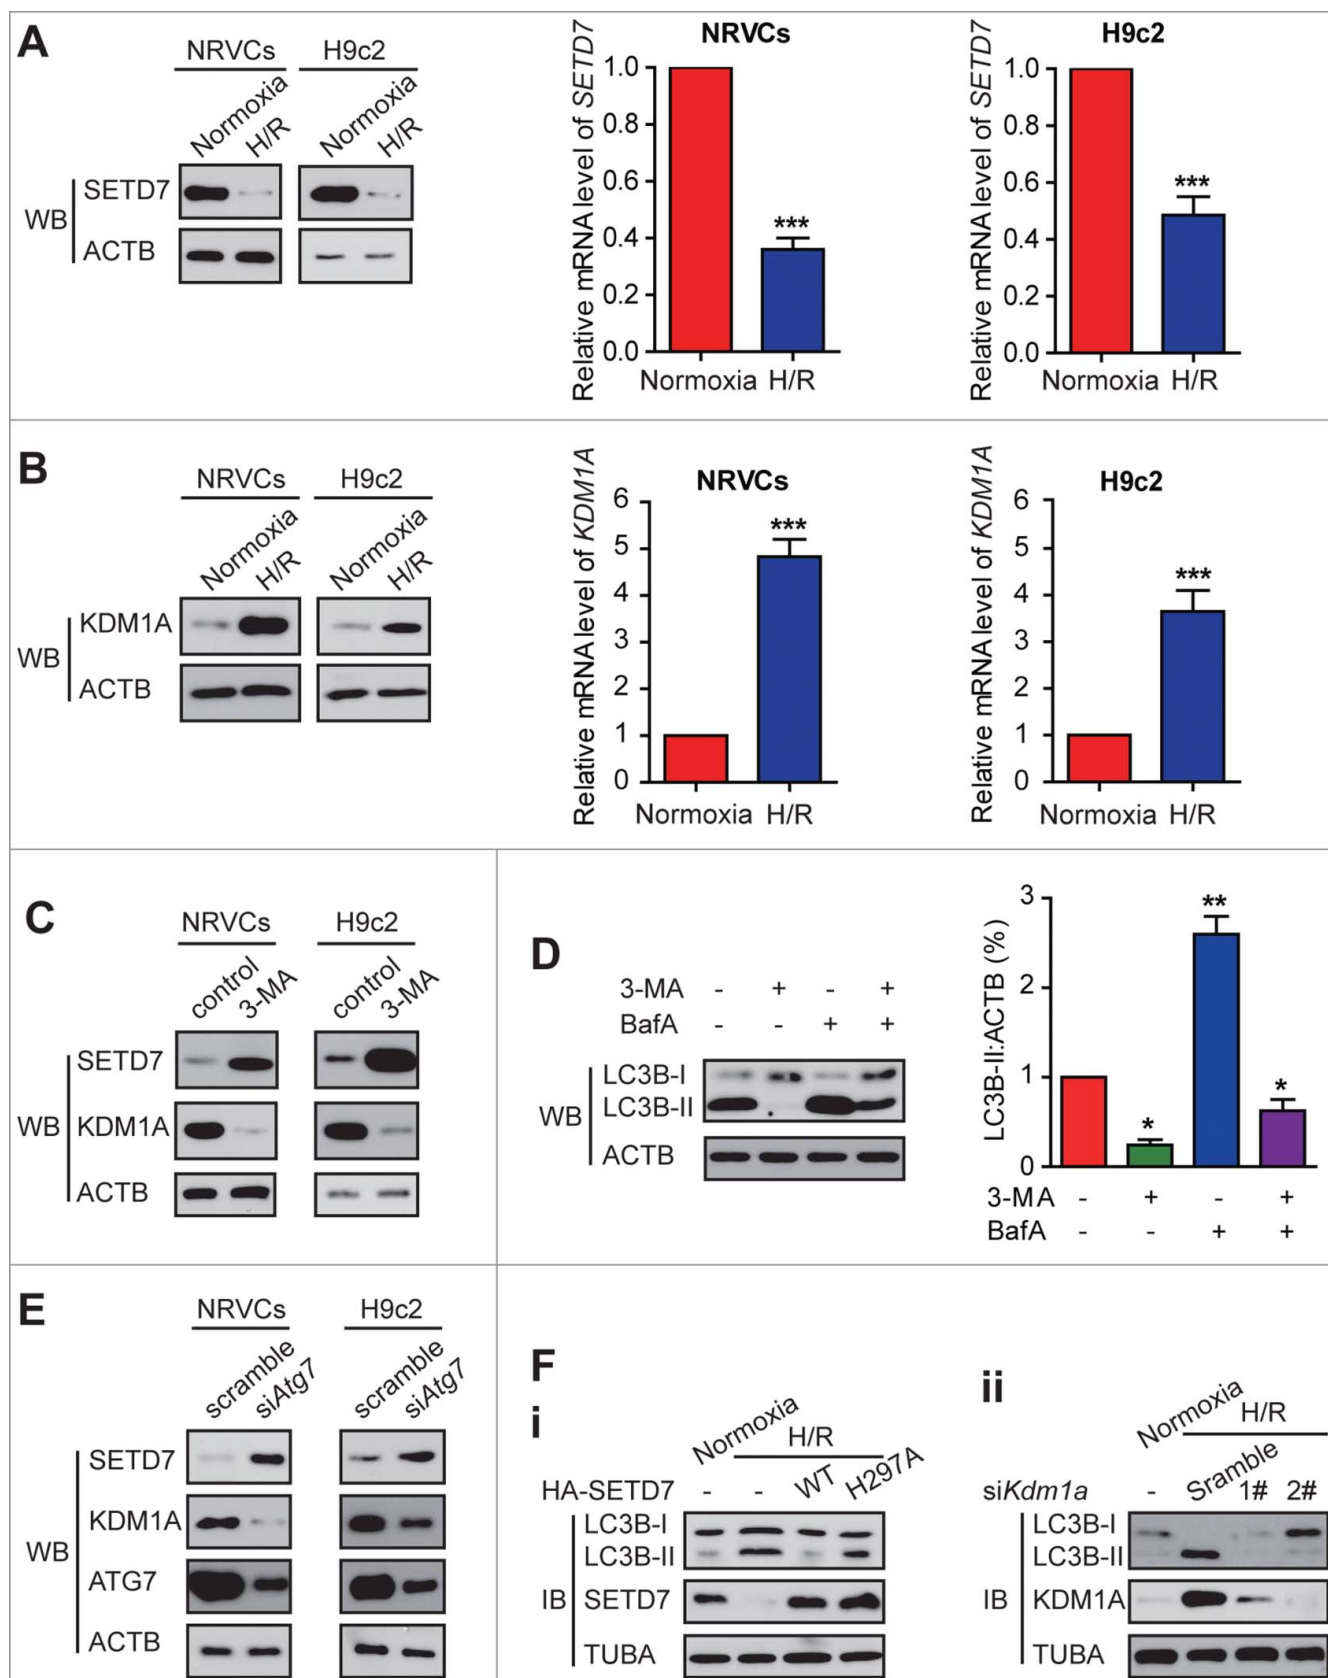 A
NRVCs H9c2
Normoxia H/R Normoxia H/R
WB
SETD7
ACTB
Relative mRNA level of SETD7
NRVCs
1.0
0.8
0.6
0.4
0.2
0.0
***
Normoxia H/R
Relative mRNA level of SETD7
H9c2
1.0
0.8
0.6
0.4
0.2
0.0
***
Normoxia H/R
B
NRVCs H9c2
Normoxia H/R Normoxia H/R
WB
KDM1A
ACTB
Relative mRNA level of KDM1A
NRVCs
6
5
4
3
2
1
0
***
Normoxia H/R
Relative mRNA level of KDM1A
H9c2
6
5
4
3
2
1
0
***
Normoxia H/R
C
NRVCs H9c2
control 3-MA control 3-MA
WB
SETD7
KDM1A
ACTB
D
3-MA - + - +
BafA - - + +
WB
LC3B-I
LC3B-II
ACTB
LC3B-II:ACTB (%)
3
2
1
0
* ** *
3-MA - + - +
BafA - - + +
E
NRVCs H9c2
scramble siAtg7 scramble siAtg7
WB
SETD7
KDM1A
ATG7
ACTB
F
i
Normoxia H/R
HA-SETD7 - - WT H297A
IB
LC3B-I
LC3B-II
SETD7
TUBA
ii
Normoxia H/R
siKdm1a - Sramble 1# 2#
IB
LC3B-I
LC3B-II
KDM1A
TUBA